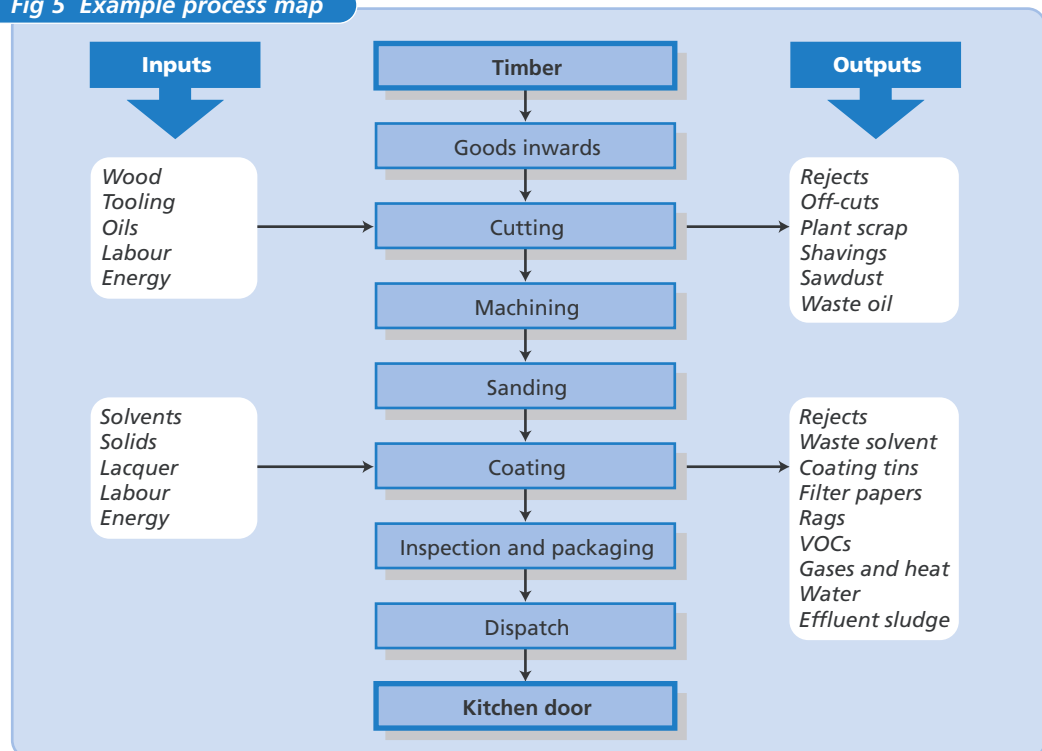 Fig 5 Example process map
Inputs
Timber
Outputs
Goods inwards
Wood
Tooling
Oils
Labour
Energy
Cutting
Rejects
Off-cuts
Plant scrap
Shavings
Sawdust
Waste oil
Machining
Sanding
Solvents
Solids
Lacquer
Labour
Energy
Coating
Rejects
Waste solvent
Coating tins
Filter papers
Rags
VOCs
Gases and heat
Water
Effluent sludge
Inspection and packaging
Dispatch
Kitchen door